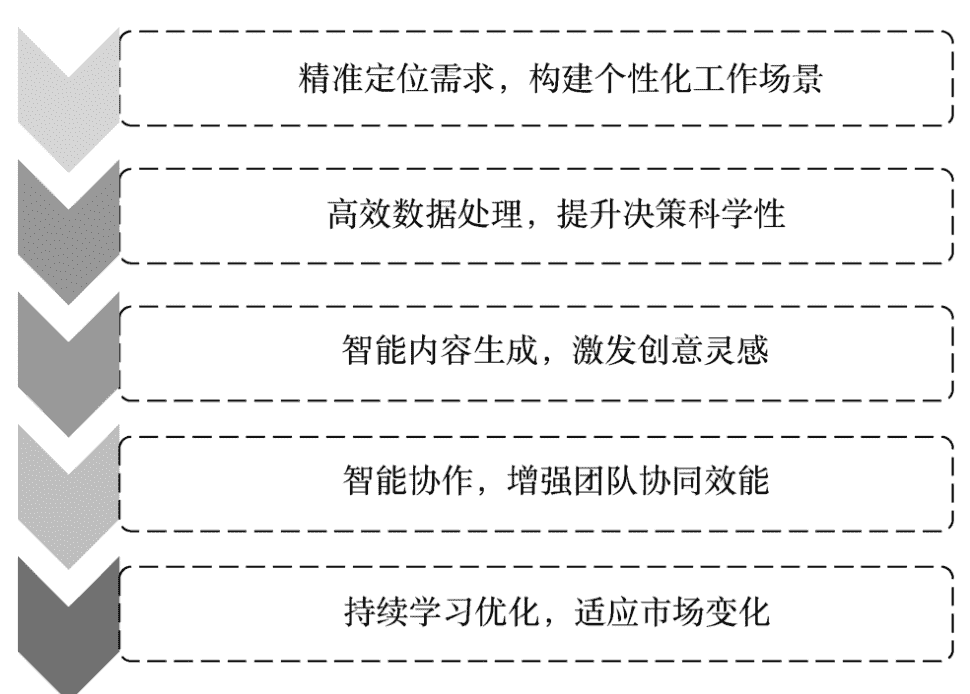 精准定位需求，构建个性化工作场景
高效数据处理，提升决策科学性
智能内容生成，激发创意灵感
智能协作，增强团队协同效能
持续学习优化，适应市场变化